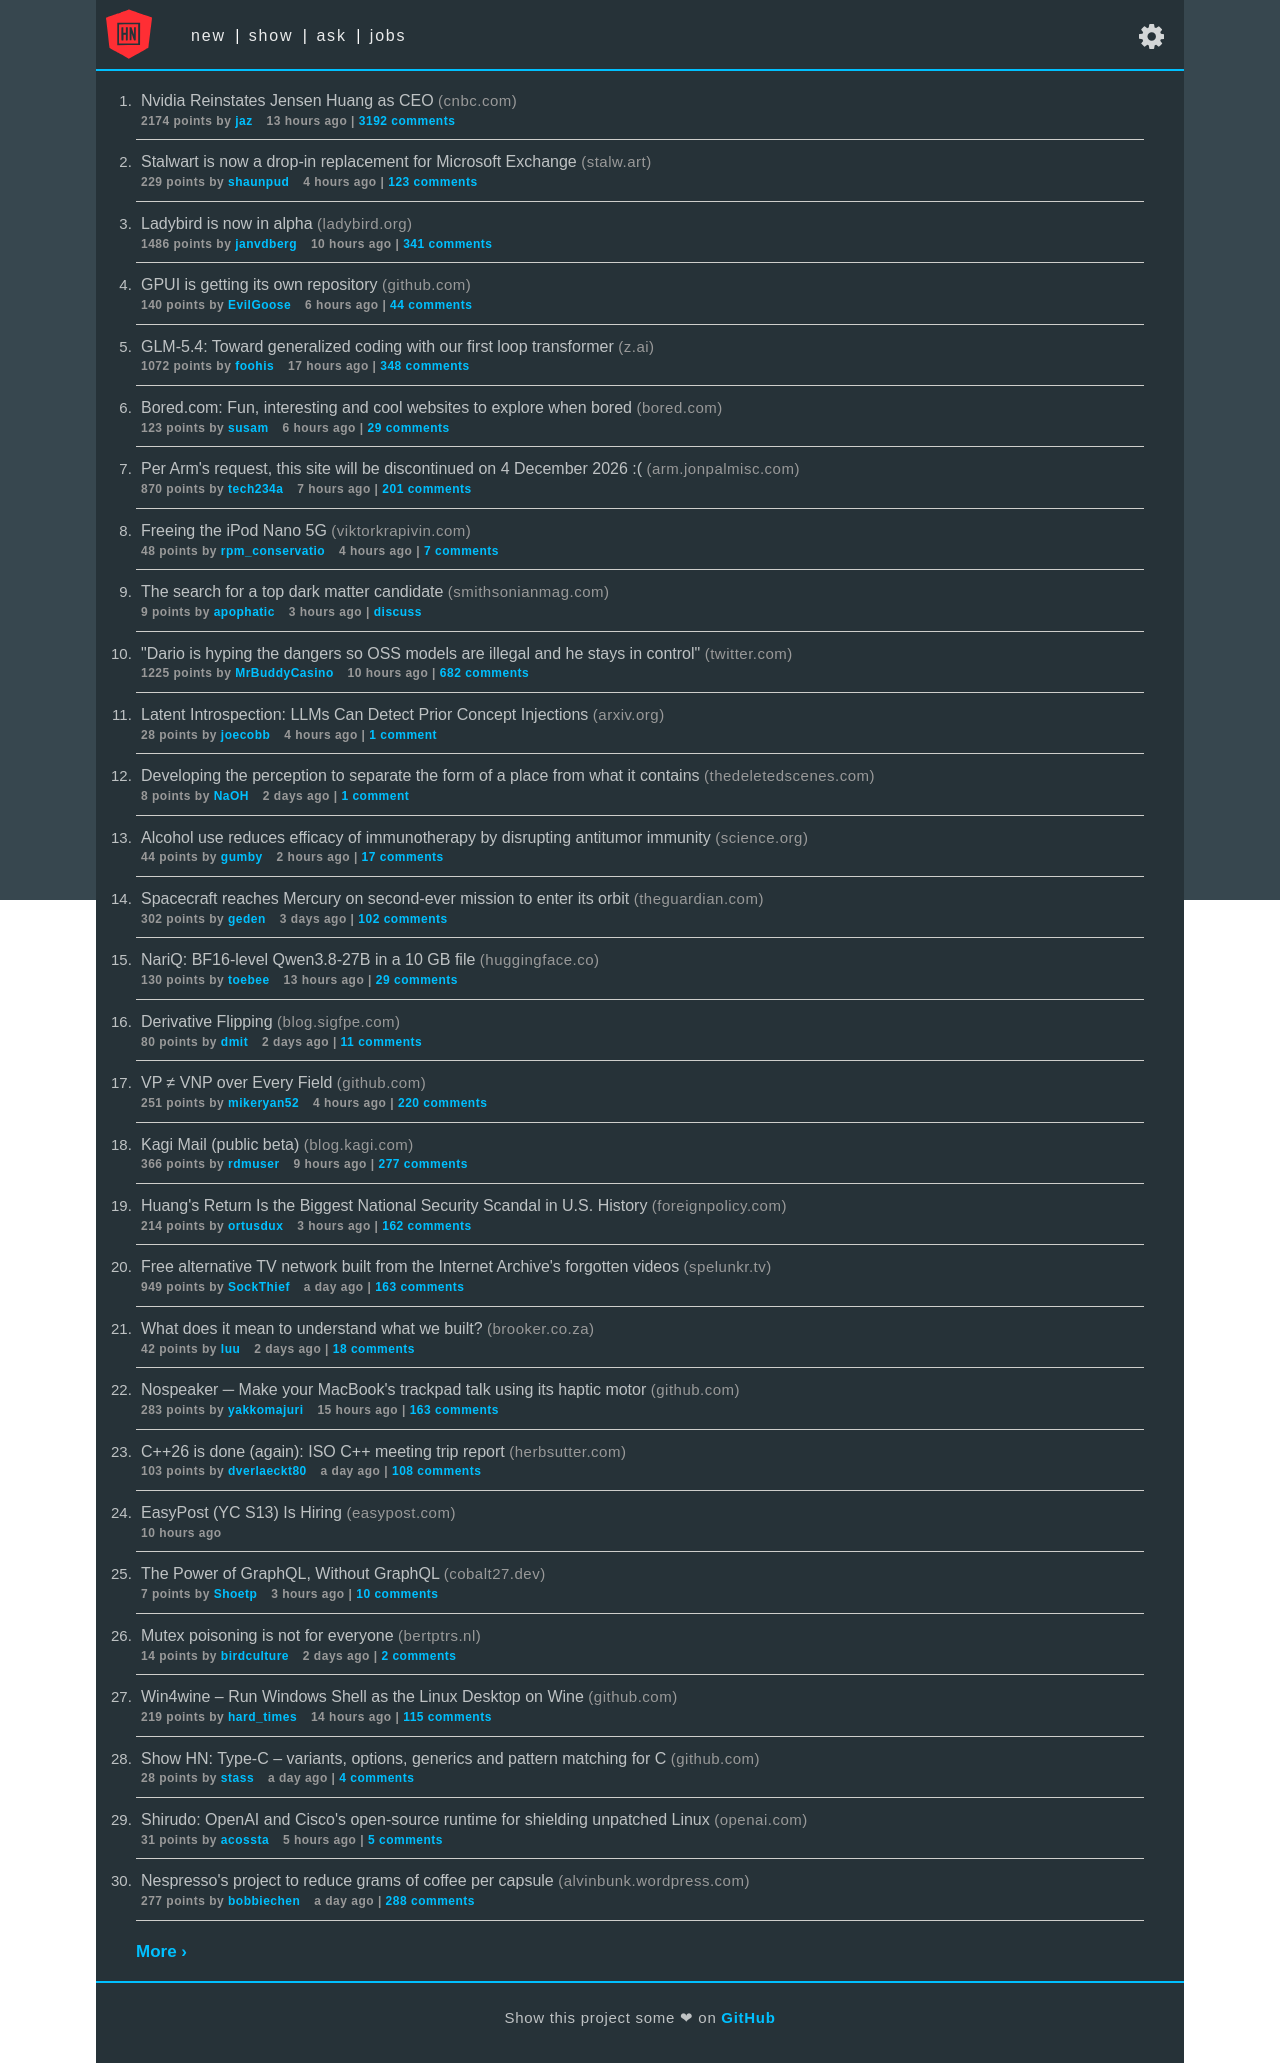 HN
new | show | ask | jobs
1. Nvidia Reinstates Jensen Huang as CEO (cnbc.com)
2174 points by jaz 13 hours ago | 3192 comments
2. Stalwart is now a drop-in replacement for Microsoft Exchange (stalw.art)
229 points by shaunpud 4 hours ago | 123 comments
3. Ladybird is now in alpha (ladybird.org)
1486 points by janvdberg 10 hours ago | 341 comments
4. GPUI is getting its own repository (github.com)
140 points by EvilGoose 6 hours ago | 44 comments
5. GLM-5.4: Toward generalized coding with our first loop transformer (z.ai)
1072 points by foohis 17 hours ago | 348 comments
6. Bored.com: Fun, interesting and cool websites to explore when bored (bored.com)
123 points by susam 6 hours ago | 29 comments
7. Per Arm's request, this site will be discontinued on 4 December 2026 :( (arm.jonpalmisc.com)
870 points by tech234a 7 hours ago | 201 comments
8. Freeing the iPod Nano 5G (viktorkrapivin.com)
48 points by rpm_conservatio 4 hours ago | 7 comments
9. The search for a top dark matter candidate (smithsonianmag.com)
9 points by apophatic 3 hours ago | discuss
10. "Dario is hyping the dangers so OSS models are illegal and he stays in control" (twitter.com)
1225 points by MrBuddyCasino 10 hours ago | 682 comments
11. Latent Introspection: LLMs Can Detect Prior Concept Injections (arxiv.org)
28 points by joecobb 4 hours ago | 1 comment
12. Developing the perception to separate the form of a place from what it contains (thedeletedscenes.com)
8 points by NaOH 2 days ago | 1 comment
13. Alcohol use reduces efficacy of immunotherapy by disrupting antitumor immunity (science.org)
44 points by gumby 2 hours ago | 17 comments
14. Spacecraft reaches Mercury on second-ever mission to enter its orbit (theguardian.com)
302 points by geden 3 days ago | 102 comments
15. NariQ: BF16-level Qwen3.8-27B in a 10 GB file (huggingface.co)
130 points by toebee 13 hours ago | 29 comments
16. Derivative Flipping (blog.sigfpe.com)
80 points by dmit 2 days ago | 11 comments
17. VP ≠ VNP over Every Field (github.com)
251 points by mikeryan52 4 hours ago | 220 comments
18. Kagi Mail (public beta) (blog.kagi.com)
366 points by rdmuser 9 hours ago | 277 comments
19. Huang's Return Is the Biggest National Security Scandal in U.S. History (foreignpolicy.com)
214 points by ortusdux 3 hours ago | 162 comments
20. Free alternative TV network built from the Internet Archive's forgotten videos (spelunkr.tv)
949 points by SockThief a day ago | 163 comments
21. What does it mean to understand what we built? (brooker.co.za)
42 points by luu 2 days ago | 18 comments
22. Nospeaker ─ Make your MacBook's trackpad talk using its haptic motor (github.com)
283 points by yakkomajuri 15 hours ago | 163 comments
23. C++26 is done (again): ISO C++ meeting trip report (herbsutter.com)
103 points by dverlaeckt80 a day ago | 108 comments
24. EasyPost (YC S13) Is Hiring (easypost.com)
10 hours ago
25. The Power of GraphQL, Without GraphQL (cobalt27.dev)
7 points by Shoetp 3 hours ago | 10 comments
26. Mutex poisoning is not for everyone (bertptrs.nl)
14 points by birdculture 2 days ago | 2 comments
27. Win4wine – Run Windows Shell as the Linux Desktop on Wine (github.com)
219 points by hard_times 14 hours ago | 115 comments
28. Show HN: Type-C – variants, options, generics and pattern matching for C (github.com)
28 points by stass a day ago | 4 comments
29. Shirudo: OpenAI and Cisco's open-source runtime for shielding unpatched Linux (openai.com)
31 points by acossta 5 hours ago | 5 comments
30. Nespresso's project to reduce grams of coffee per capsule (alvinbunk.wordpress.com)
277 points by bobbiechen a day ago | 288 comments
More ›
Show this project some ❤ on GitHub